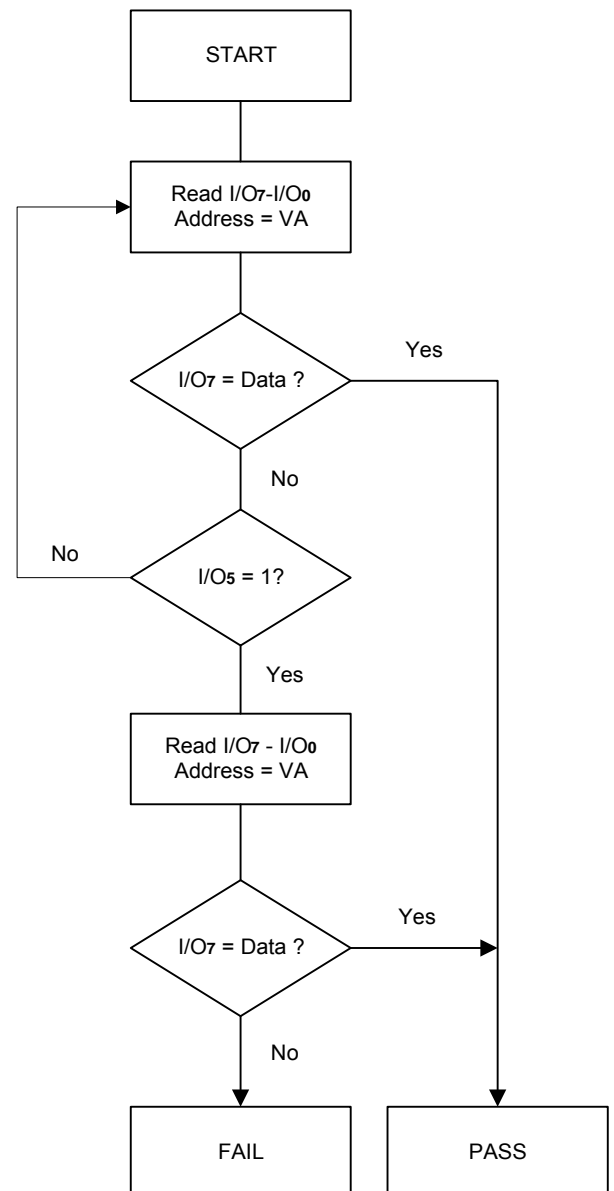 START
Read I/O7-I/O0
Address = VA
Yes
I/O7 = Data ?
No
No
I/O5 = 1?
Yes
Read I/O7 - I/O0
Address = VA
Yes
I/O7 = Data ?
No
FAIL
PASS